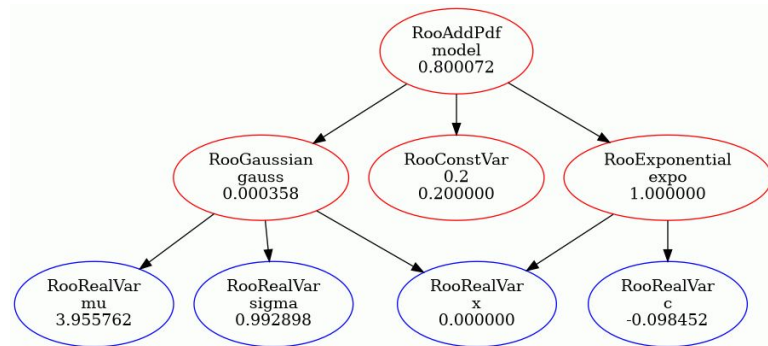 RooAddPdf
model
0.800072
RooGaussian
gauss
0.000358
RooConstVar
0.2
0.200000
RooExponential
expo
1.000000
RooRealVar
mu
3.955762
RooRealVar
sigma
0.992898
RooRealVar
x
0.000000
RooRealVar
c
-0.098452